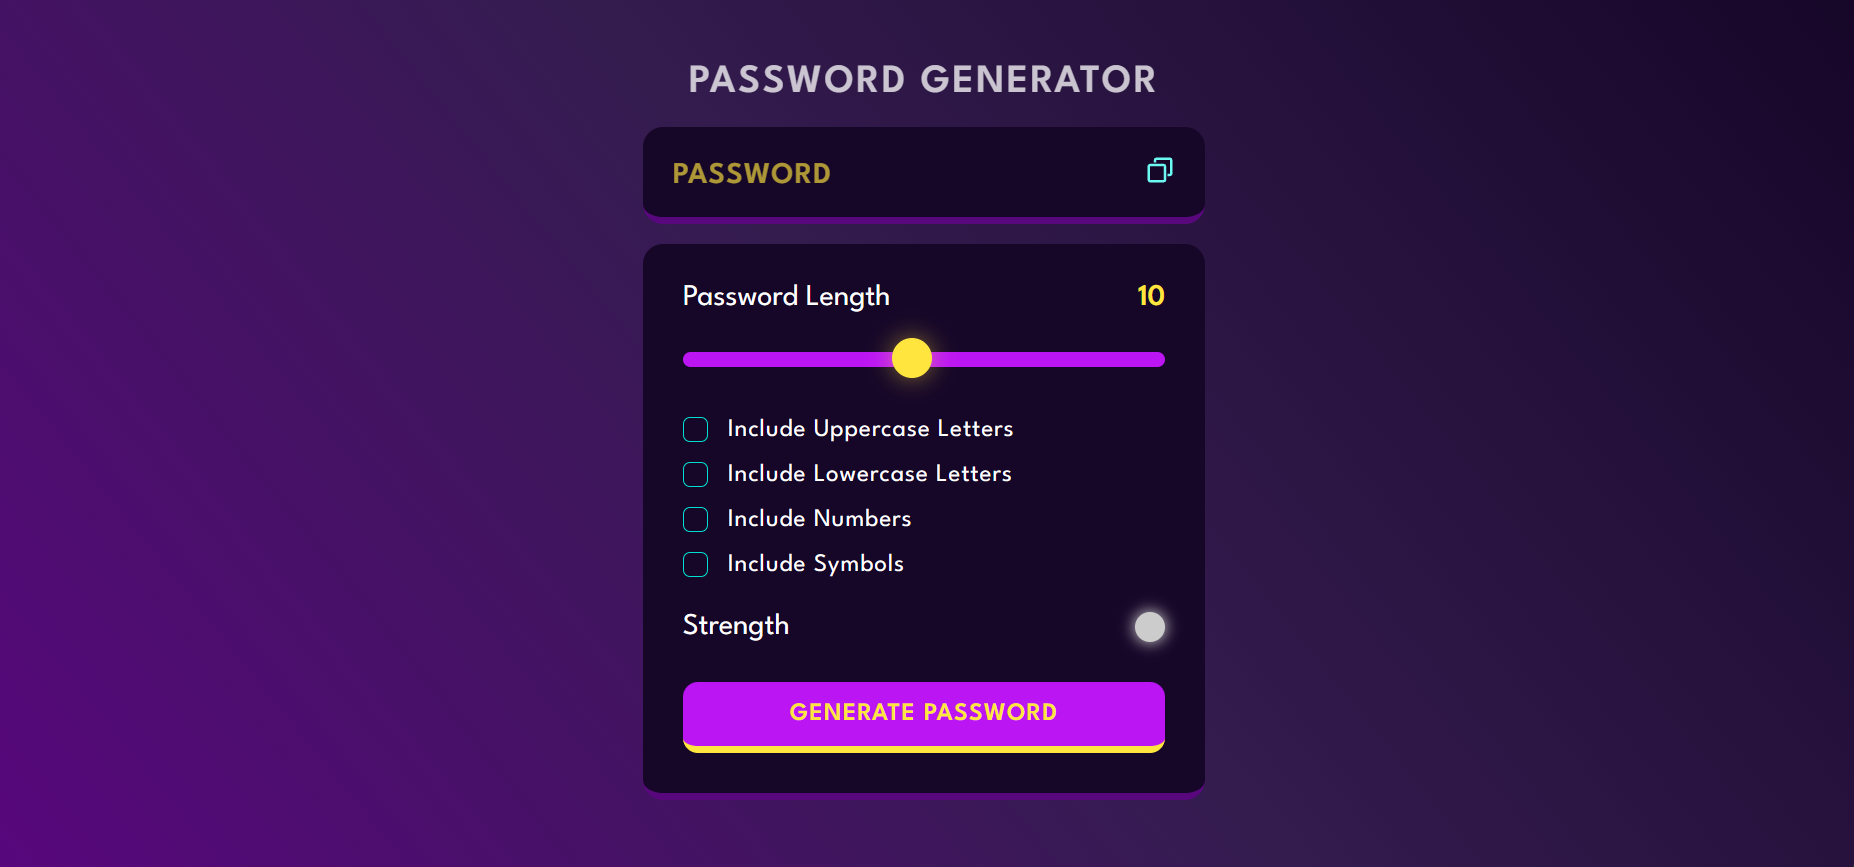 PASSWORD GENERATOR
PASSWORD
Password Length 10
Include Uppercase Letters
Include Lowercase Letters
Include Numbers
Include Symbols
Strength
GENERATE PASSWORD